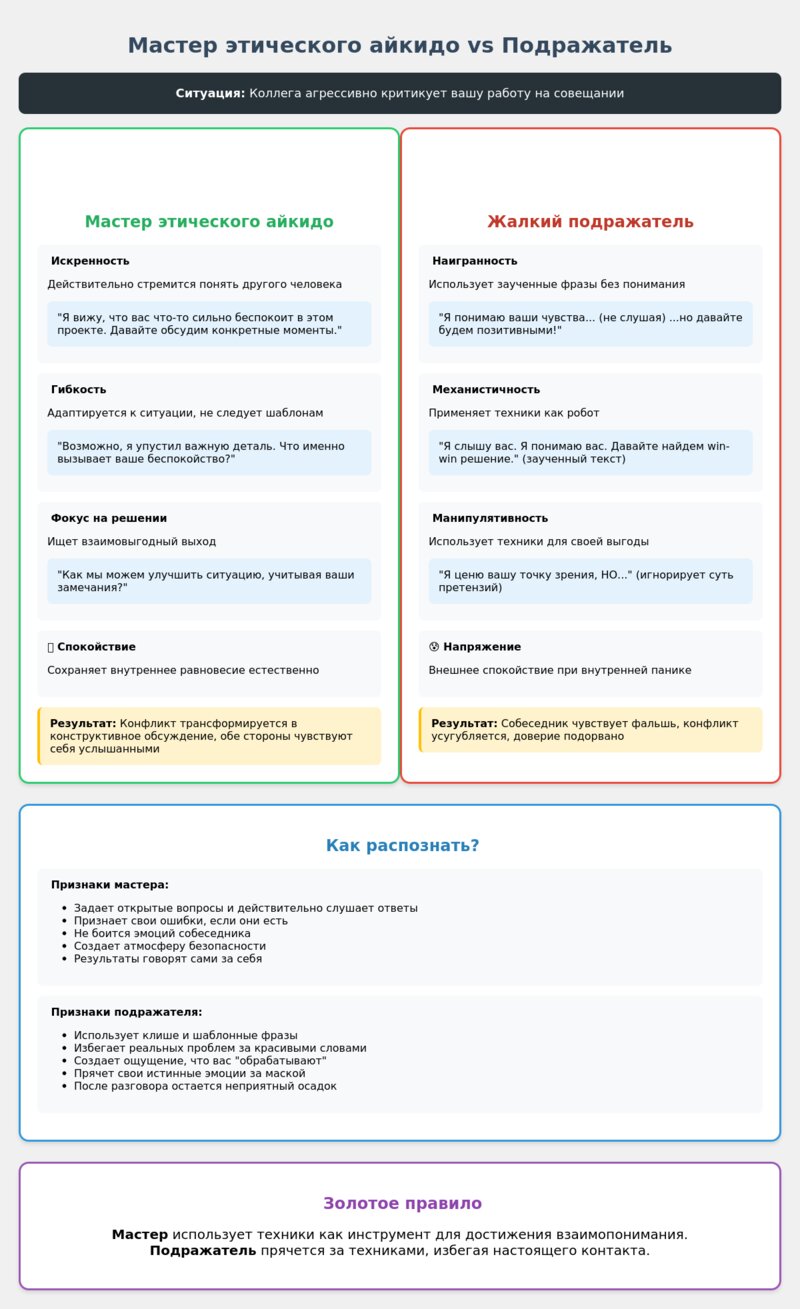 Мастер этического айкидо vs Подражатель
Ситуация: Коллега агрессивно критикует вашу работу на совещании
Мастер этического айкидо
Искренность
Действительно стремится понять другого человека
"Я вижу, что вас что-то сильно беспокоит в этом
проекте. Давайте обсудим конкретные моменты."
Гибкость
Адаптируется к ситуации, не следует шаблонам
"Возможно, я упустил важную деталь. Что именно
вызывает ваше беспокойство?"
Фокус на решении
Ищет взаимовыгодный выход
"Как мы можем улучшить ситуацию, учитывая ваши
замечания?"
Спокойствие
Сохраняет внутреннее равновесие естественно
Результат: Конфликт трансформируется в
конструктивное обсуждение, обе стороны чувствуют
себя услышанными
Жалкий подражатель
Наигранность
Использует заученные фразы без понимания
"Я понимаю ваши чувства... (не слушая) ...но давайте
будем позитивными!"
Механистичность
Применяет техники как робот
"Я слышу вас. Я понимаю вас. Давайте найдем win-
win решение." (заученный текст)
Манипулятивность
Использует техники для своей выгоды
"Я ценю вашу точку зрения, НО..." (игнорирует суть
претензий)
😰 Напряжение
Внешнее спокойствие при внутренней панике
Результат: Собеседник чувствует фальшь, конфликт
усугубляется, доверие подорвано
Как распознать?
Признаки мастера:
• Задает открытые вопросы и действительно слушает ответы
• Признает свои ошибки, если они есть
• Не боится эмоций собеседника
• Создает атмосферу безопасности
• Результаты говорят сами за себя
Признаки подражателя:
• Использует клише и шаблонные фразы
• Избегает реальных проблем за красивыми словами
• Создает ощущение, что вас "обрабатывают"
• Прячет свои истинные эмоции за маской
• После разговора остается неприятный осадок
Золотое правило
Мастер использует техники как инструмент для достижения взаимопонимания.
Подражатель прячется за техниками, избегая настоящего контакта.